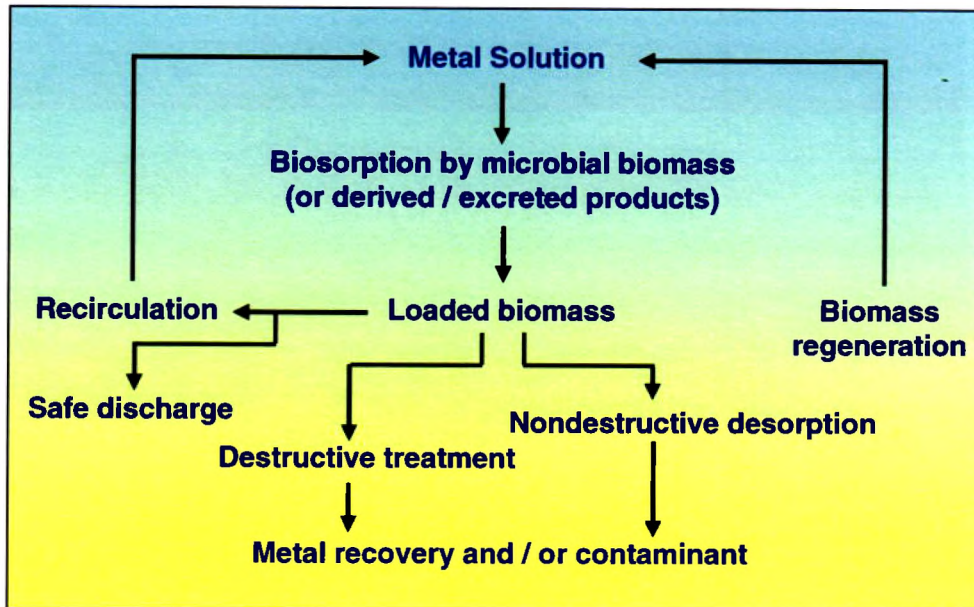 Metal Solution
Biosorption by microbial biomass
(or derived / excreted products)
Recirculation
Loaded biomass
Biomass
regeneration
Safe discharge
Nondestructive desorption
Destructive treatment
Metal recovery and / or contaminant